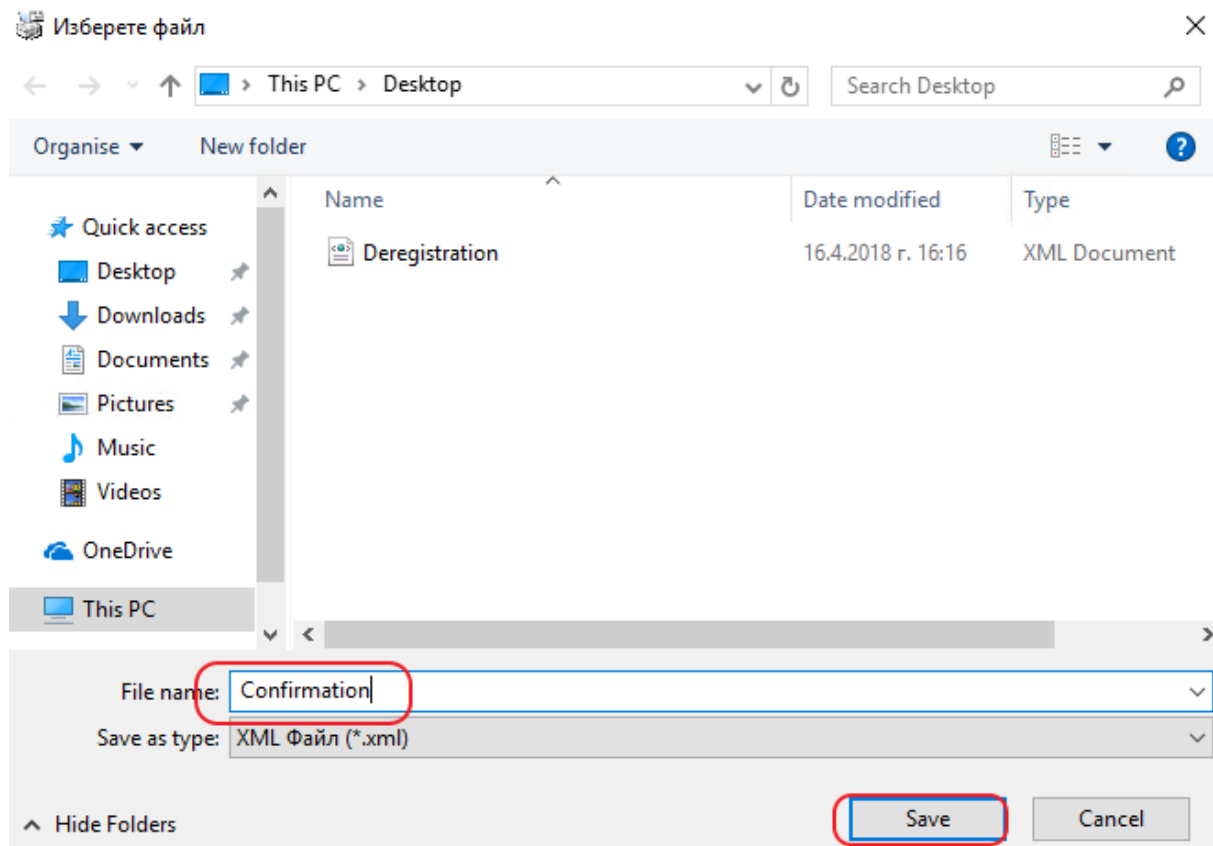 Изберете файл
This PC > Desktop
Search Desktop
Organise
New folder
Name
Date modified
Type
Quick access
Deregistration
16.4.2018 г. 16:16
XML Document
Desktop
Downloads
Documents
Pictures
Music
Videos
OneDrive
This PC
File name: Confirmation
Save as type: XML Файл (*.xml)
Hide Folders
Save
Cancel